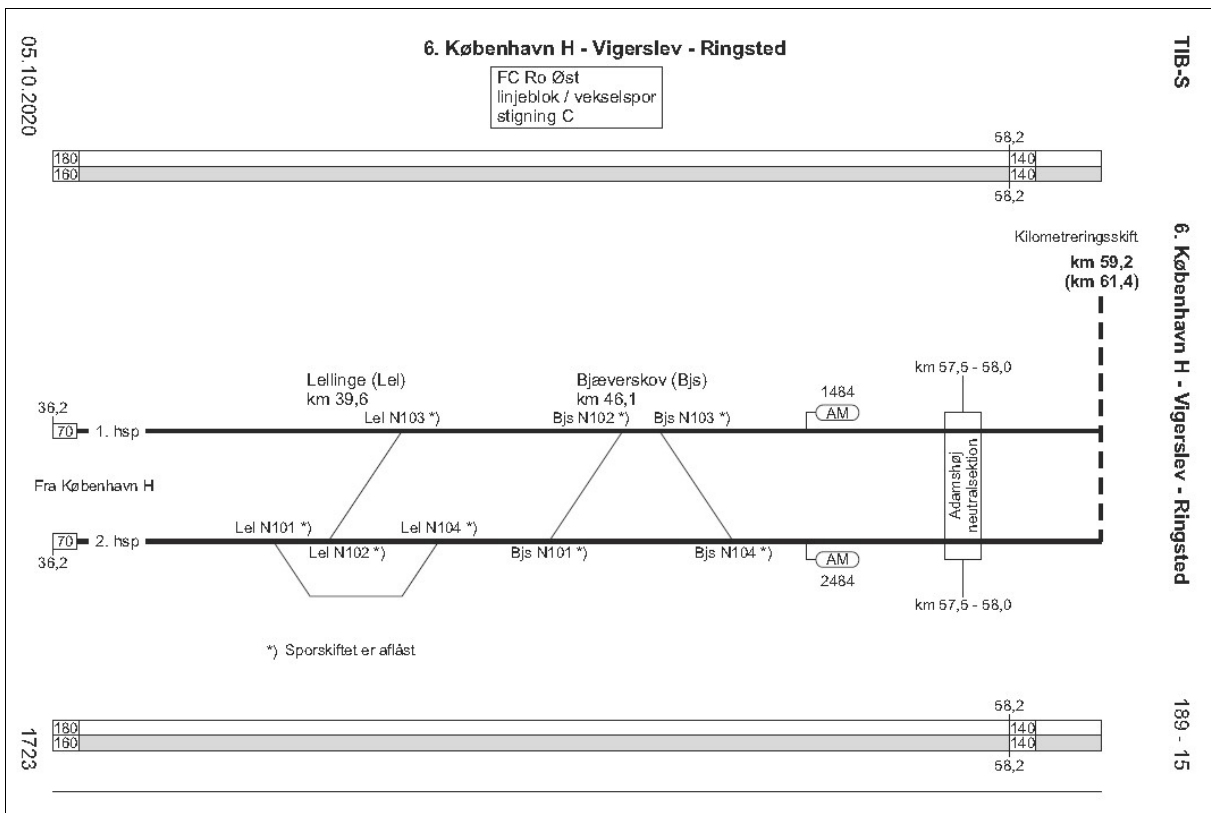 05.10.2020
6. København H - Vigerslev - Ringsted
TIB-S
FC Ro Øst
linjeblok / vekselspor
stigning C
58,2
180
140
160
140
58,2
Kilometreringsskift
km 59,2
(km 61,4)
6. København H - Vigerslev - Ringsted
km 57,5 - 58,0
Lellinge (Lel)
km 39,6
Bjæverskov (Bjs)
km 46,1
1484
AM
36,2
Lel N103 *)
Bjs N102 *)
Bjs N103 *)
70
1. hsp
Fra København H
Adamshøj
neutralsektion
Lel N101 *)
Lel N104 *)
70
2. hsp
36,2
Lel N102 *)
Bjs N101 *)
Bjs N104 *)
AM
2484
km 57,5 - 58,0
*) Sporskiftet er aflåst
58,2
180
140
160
140
58,2
1723
189 - 15